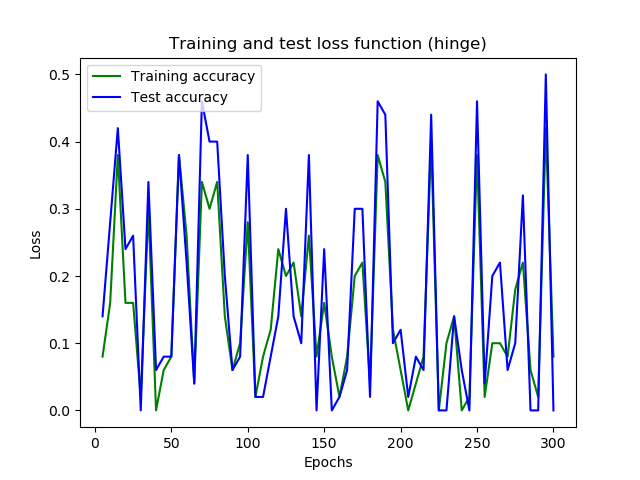 Training and test loss function (hinge)
Training accuracy
Test accuracy
Loss
0.5
0.4
0.3
0.2
0.1
0.0
0 50 100 150 200 250 300
Epochs